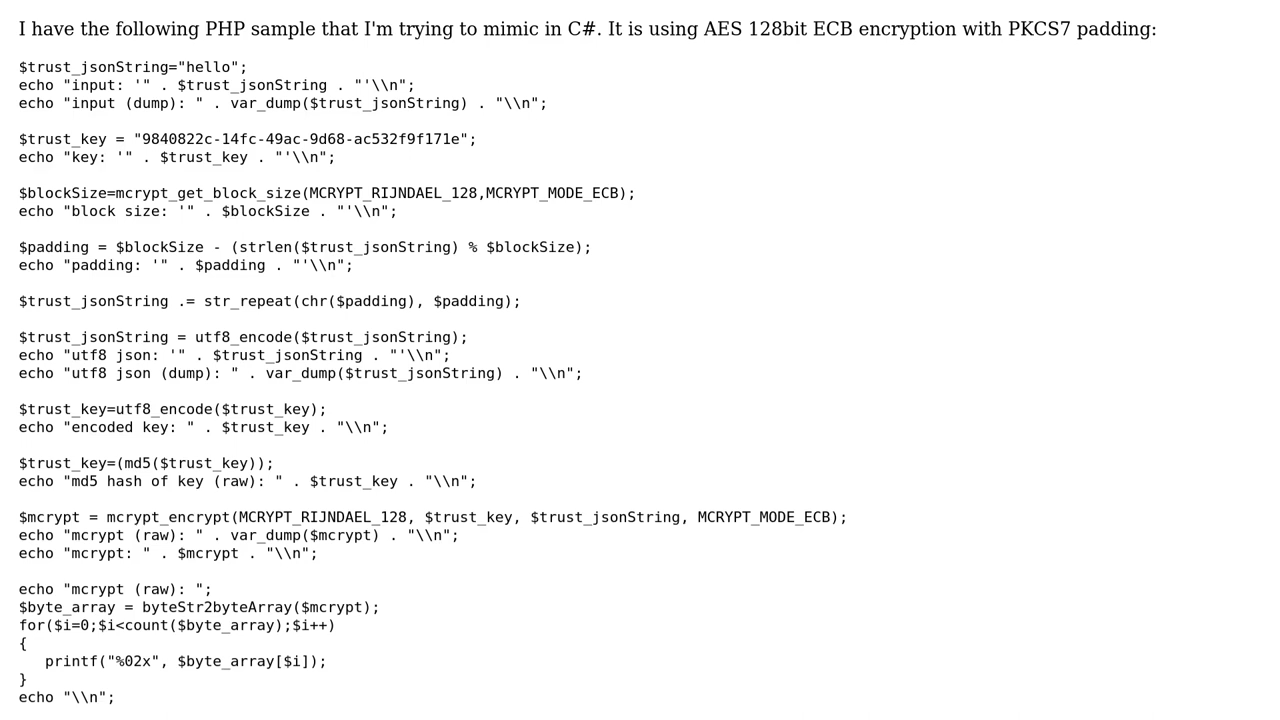 I have the following PHP sample that I'm trying to mimic in C#. It is using AES 128bit ECB encryption with PKCS7 padding:
$trust_jsonString="hello";
echo "input: '" . $trust_jsonString . "'\\n";
echo "input (dump): " . var_dump($trust_jsonString) . "\\n";
$trust_key = "9840822c-14fc-49ac-9d68-ac532f9f171e";
echo "key: '" . $trust_key . "'\\n";
$blockSize=mcrypt_get_block_size(MCRYPT_RIJNDAEL_128,MCRYPT_MODE_ECB);
echo "block size: '" . $blockSize . "'\\n";
$padding = $blockSize - (strlen($trust_jsonString) % $blockSize);
echo "padding: '" . $padding . "'\\n";
$trust_jsonString .= str_repeat(chr($padding), $padding);
$trust_jsonString = utf8_encode($trust_jsonString);
echo "utf8 json: '" . $trust_jsonString . "'\\n";
echo "utf8 json (dump): " . var_dump($trust_jsonString) . "\\n";
$trust_key=utf8_encode($trust_key);
echo "encoded key: " . $trust_key . "\\n";
$trust_key=(md5($trust_key));
echo "md5 hash of key (raw): " . $trust_key . "\\n";
$mcrypt = mcrypt_encrypt(MCRYPT_RIJNDAEL_128, $trust_key, $trust_jsonString, MCRYPT_MODE_ECB);
echo "mcrypt (raw): " . var_dump($mcrypt) . "\\n";
echo "mcrypt: " . $mcrypt . "\\n";
echo "mcrypt (raw): ";
$byte_array = byteStr2byteArray($mcrypt);
for($i=0;$i<count($byte_array);$i++)
{
   printf("%02x", $byte_array[$i]);
}
echo "\\n";